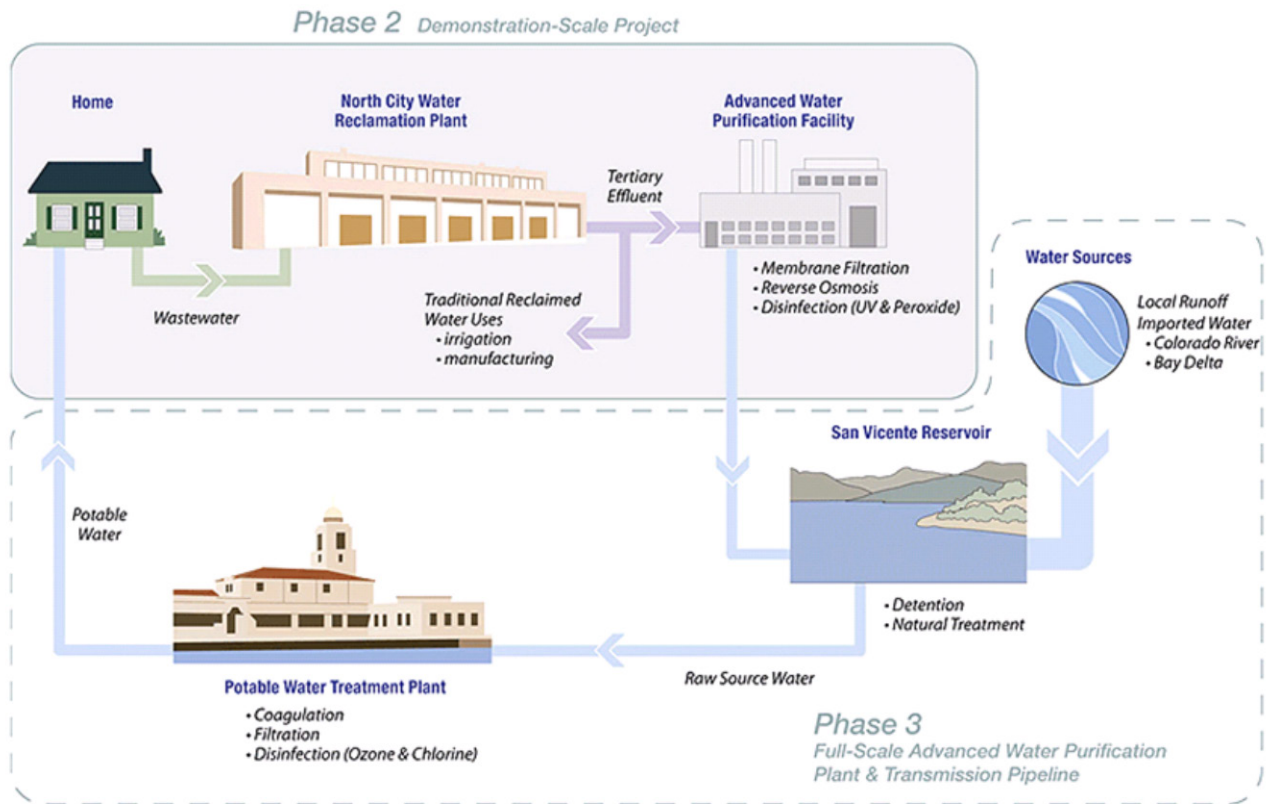 Phase 2 Demonstration-Scale Project
Home
North City Water
Reclamation Plant
Advanced Water
Purification Facility
Tertiary
Effluent
• Membrane Filtration
• Reverse Osmosis
• Disinfection (UV & Peroxide)
Wastewater
Traditional Reclaimed
Water Uses
• irrigation
• manufacturing
Water Sources
Local Runoff
Imported Water
• Colorado River
• Bay Delta
San Vicente Reservoir
• Detention
• Natural Treatment
Potable
Water
Raw Source Water
Potable Water Treatment Plant
• Coagulation
• Filtration
• Disinfection (Ozone & Chlorine)
Phase 3
Full-Scale Advanced Water Purification
Plant & Transmission Pipeline